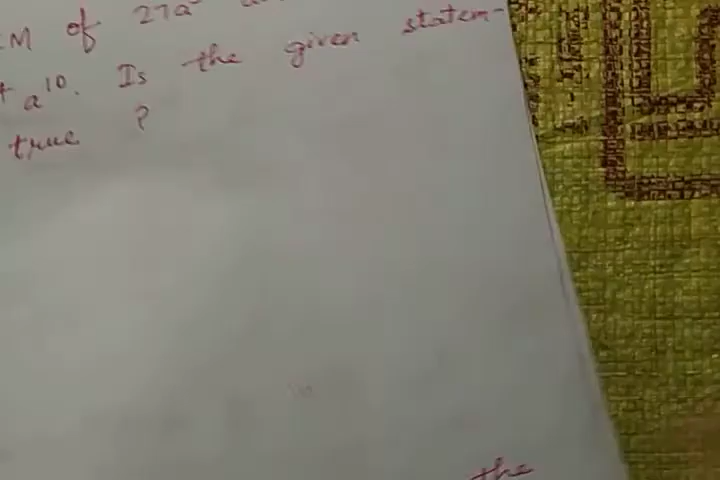 of 27a
a¹⁰. Is the given statem-
true ?
the